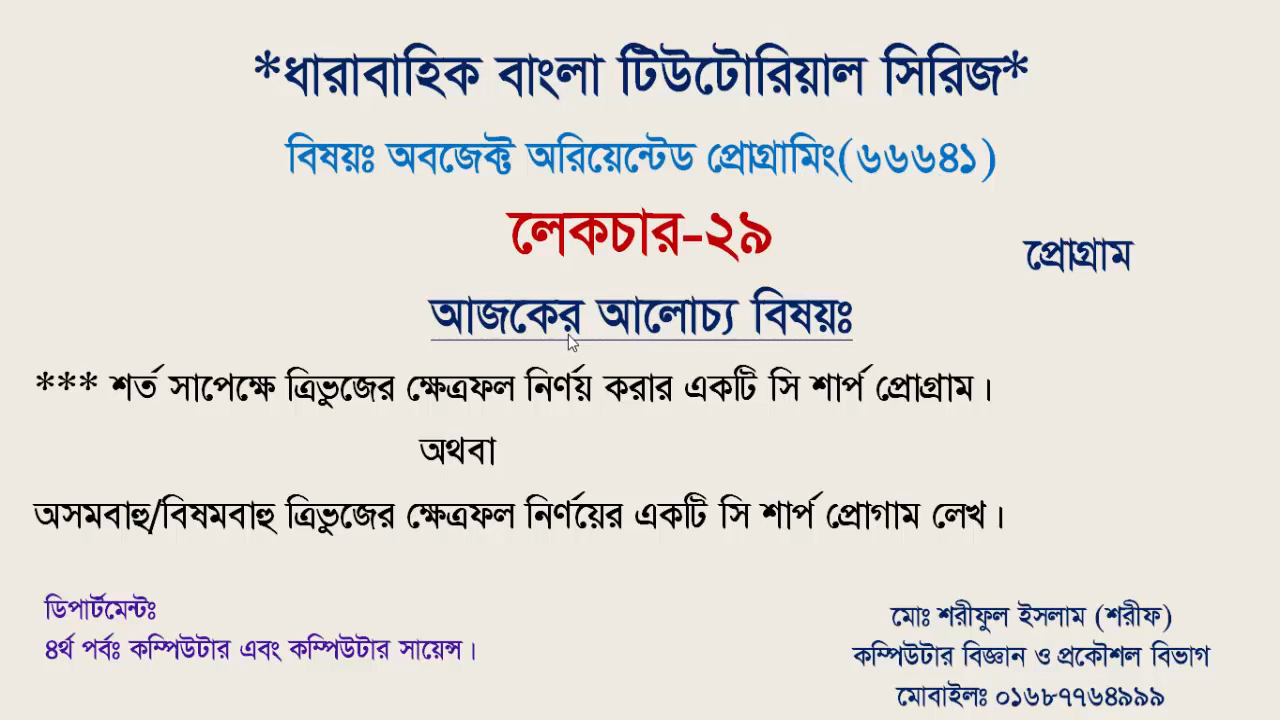 *ধারাবাহিক বাংলা টিউটোরিয়াল সিরিজ*
বিষয়ঃ অবজেক্ট অরিয়েন্টেড প্রোগ্রামিং(৬৬৬৪১)
লেকচার-২৯
প্রোগ্রাম
আজকের আলোচ্য বিষয়ঃ
*** শর্ত সাপেক্ষে ত্রিভুজের ক্ষেত্রফল নির্ণয় করার একটি সি শার্প প্রোগ্রাম।
অথবা
অসমবাহু/বিষমবাহু ত্রিভুজের ক্ষেত্রফল নির্ণয়ের একটি সি শার্প প্রোগাম লেখ।
ডিপার্টমেন্টঃ
৪র্থ পর্বঃ কম্পিউটার এবং কম্পিউটার সায়েন্স।
মোঃ শরীফুল ইসলাম (শরীফ)
কম্পিউটার বিজ্ঞান ও প্রকৌশল বিভাগ
মোবাইলঃ ০১৬৮৭৭৬৪৯৯৯